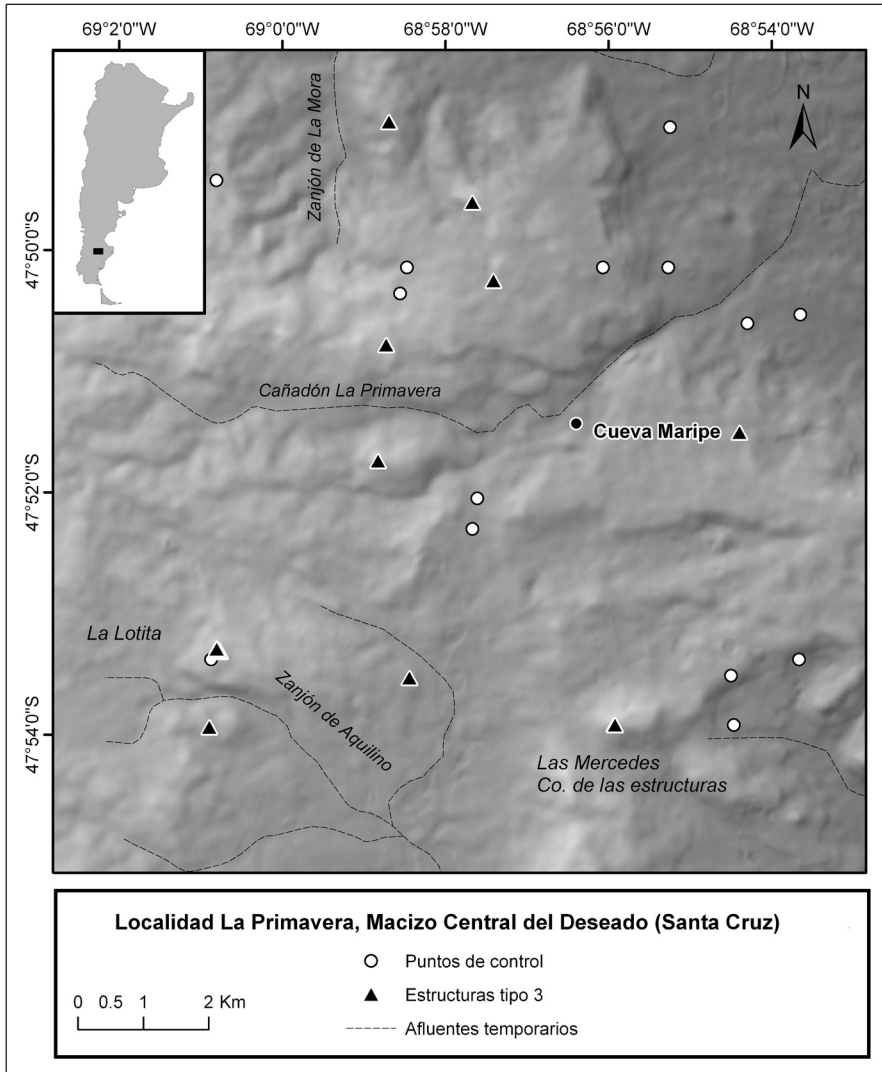 69°2'0"W 69°0'0"W 68°58'0"W 68°56'0"W 68°54'0"W
N
Zanjón de La Mora
47°50'0"S
Cañadón La Primavera
Cueva Maripe
47°52'0"S
La Lotita
Zanjón de Aquilino
47°54'0"S
Las Mercedes
Co. de las estructuras
Localidad La Primavera, Macizo Central del Deseado (Santa Cruz)
Puntos de control
0 0.5 1 2 Km
Estructuras tipo 3
Afluentes temporarios